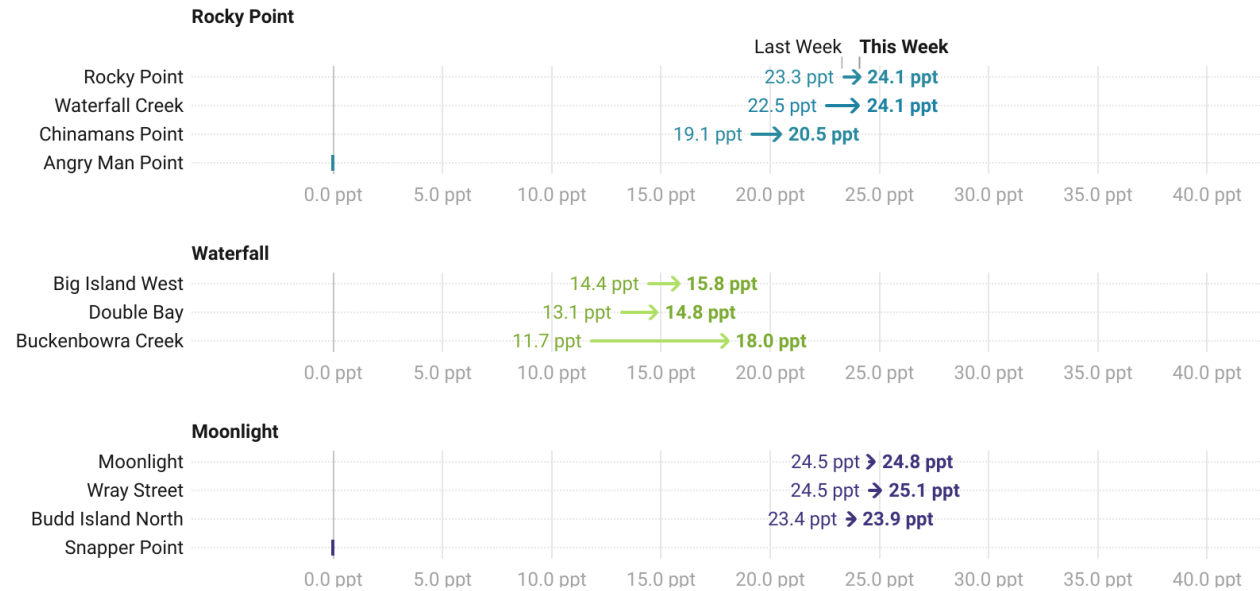 Rocky Point
Last Week This Week
Rocky Point 23.3 ppt 24.1 ppt
Waterfall Creek 22.5 ppt 24.1 ppt
Chinamans Point 19.1 ppt 20.5 ppt
Angry Man Point
0.0 ppt 5.0 ppt 10.0 ppt 15.0 ppt 20.0 ppt 25.0 ppt 30.0 ppt 35.0 ppt 40.0 ppt
Waterfall
Big Island West 14.4 ppt 15.8 ppt
Double Bay 13.1 ppt 14.8 ppt
Buckenbowra Creek 11.7 ppt 18.0 ppt
0.0 ppt 5.0 ppt 10.0 ppt 15.0 ppt 20.0 ppt 25.0 ppt 30.0 ppt 35.0 ppt 40.0 ppt
Moonlight
Moonlight 24.5 ppt 24.8 ppt
Wray Street 24.5 ppt 25.1 ppt
Budd Island North 23.4 ppt 23.9 ppt
Snapper Point
0.0 ppt 5.0 ppt 10.0 ppt 15.0 ppt 20.0 ppt 25.0 ppt 30.0 ppt 35.0 ppt 40.0 ppt